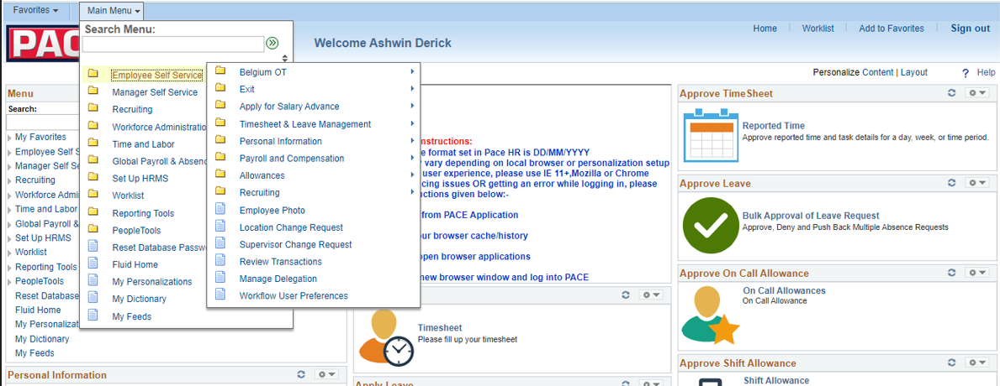 Favorites
Main Menu
Home
Worklist
Add to Favorites
Sign out
PAC
Welcome Ashwin Derick
Search Menu:
Personalize Content | Layout
? Help
Employee Self Service
Manager Self Service
Recruiting
Workforce Administratio
Time and Labor
Global Payroll & Absenc
Set Up HRMS
Worklist
Reporting Tools
PeopleTools
Reset Database Passw
Fluid Home
My Personalizations
My Dictionary
My Feeds
Belgium OT
Exit
Apply for Salary Advance
Timesheet & Leave Management
Personal Information
Payroll and Compensation
Allowances
Recruiting
Employee Photo
Location Change Request
Supervisor Change Request
Review Transactions
Manage Delegation
Workflow User Preferences
Menu
Search:
My Favorites
Employee Self S
Manager Self S
Recruiting
Workforce Admi
Time and Labor
Global Payroll &
Set Up HRMS
Worklist
Reporting Tools
PeopleTools
Reset Database
Fluid Home
My Personalizat
My Dictionary
My Feeds
Personal Information
nstructions:
e format set in Pace HR is DD/MM/YYYY
y vary depending on local browser or personalization setup
user experience, please use IE 11+,Mozilla or Chrome
cing issues OR getting an error while logging in, please
uctions given below:-
from PACE Application
ur browser cache/history
open browser applications
new browser window and log into PACE
Timesheet
Please fill up your timesheet
Apply Leave
Approve TimeSheet
Reported Time
Approve reported time and task details for a day, week, or time period.
Approve Leave
Bulk Approval of Leave Request
Approve, Deny and Push Back Multiple Absence Requests
Approve On Call Allowance
On Call Allowances
On Call Allowance
Approve Shift Allowance
Shift Allowance